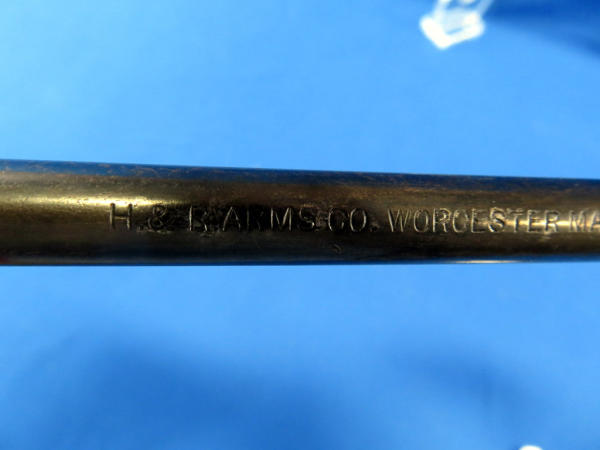 H. & R. ARMS CO. WORCESTER MA